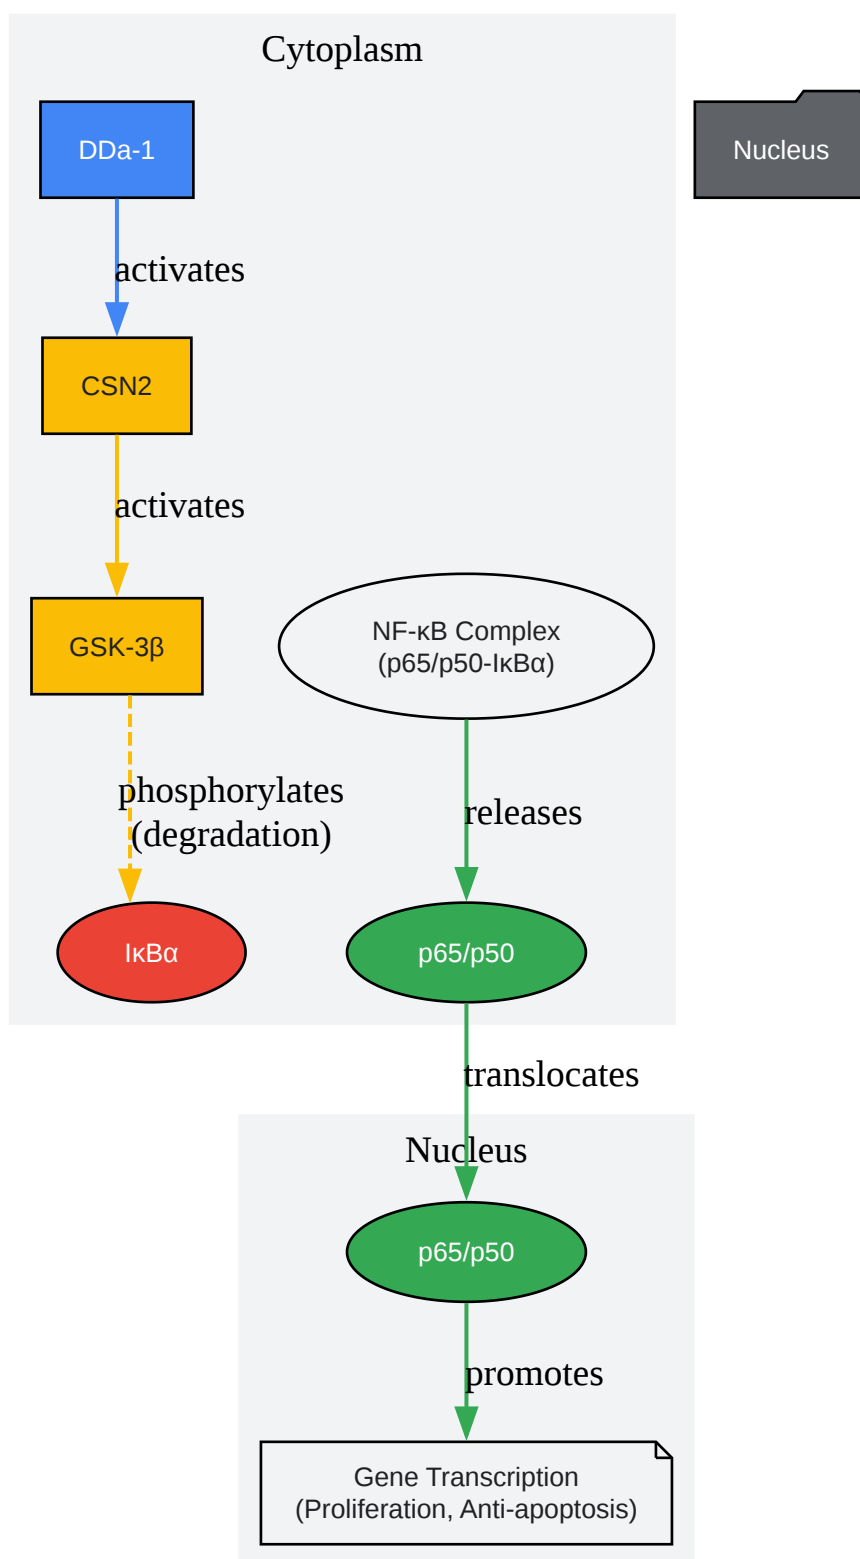 Cytoplasm
DDa-1
Nucleus
activates
CSN2
activates
GSK-3β
NF-κB Complex
(p65/p50-IκBα)
phosphorylates
(degradation)
releases
IκBα
p65/p50
translocates
Nucleus
p65/p50
promotes
Gene Transcription
(Proliferation, Anti-apoptosis)